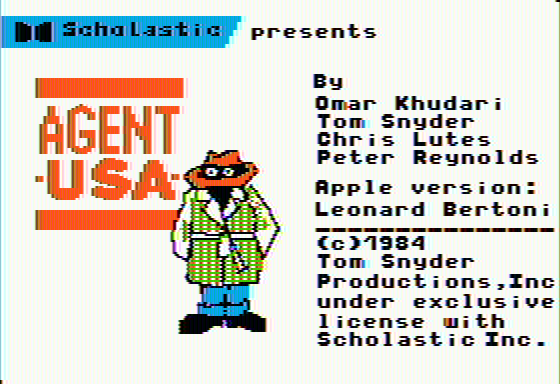 Scholastic presents
AGENT
·USA·
By
Omar Khudari
Tom Snyder
Chris Lutes
Peter Reynolds
Apple version:
Leonard Bertoni
(c)1984
Tom Snyder
Productions,Inc
under exclusive
license with
Scholastic Inc.